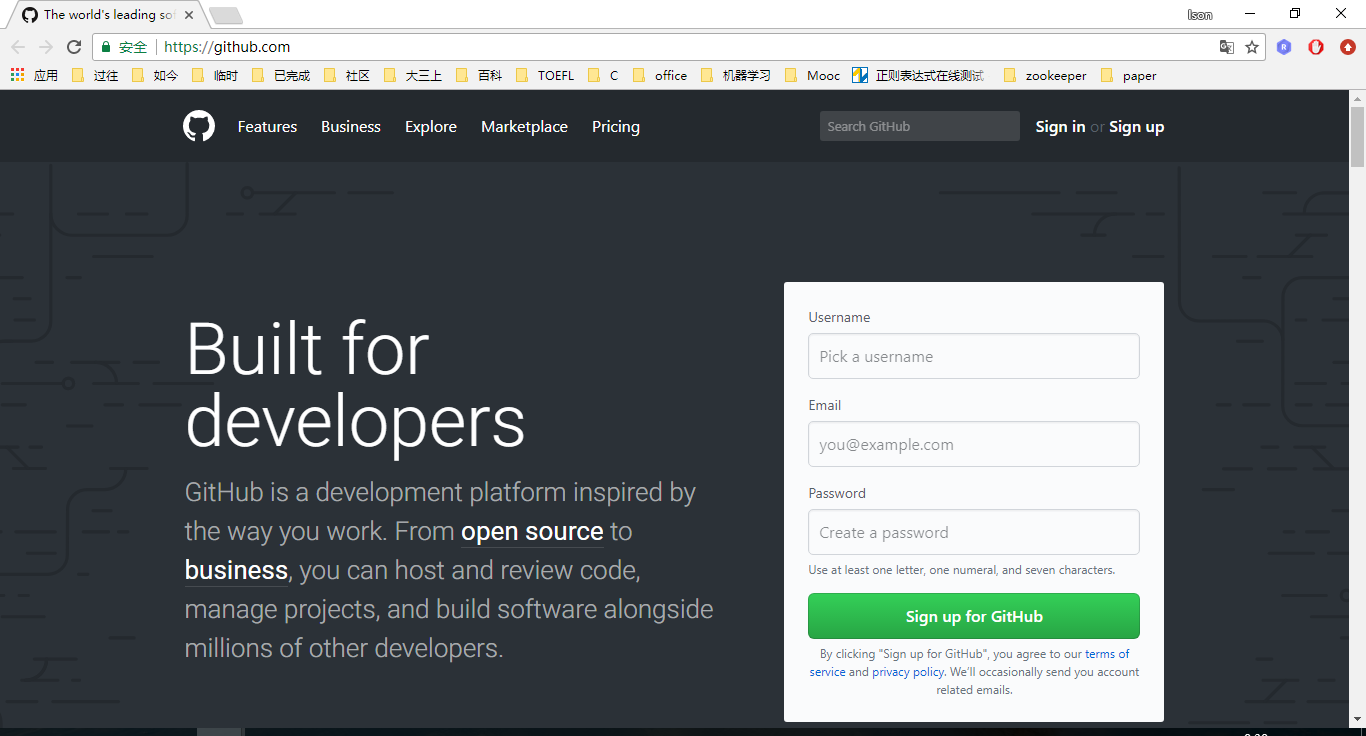 The world's leading so
lson
安全 https://github.com
应用 过往 如今 临时 已完成 社区 大三上 百科 TOEFL C office 机器学习 Mooc 正则表达式在线测试 zookeeper paper
Features Business Explore Marketplace Pricing Search GitHub Sign in or Sign up
Built for
developers
GitHub is a development platform inspired by
the way you work. From open source to
business, you can host and review code,
manage projects, and build software alongside
millions of other developers.
Username
Pick a username
Email
you@example.com
Password
Create a password
Use at least one letter, one numeral, and seven characters.
Sign up for GitHub
By clicking "Sign up for GitHub", you agree to our terms of
service and privacy policy. We'll occasionally send you account
related emails.